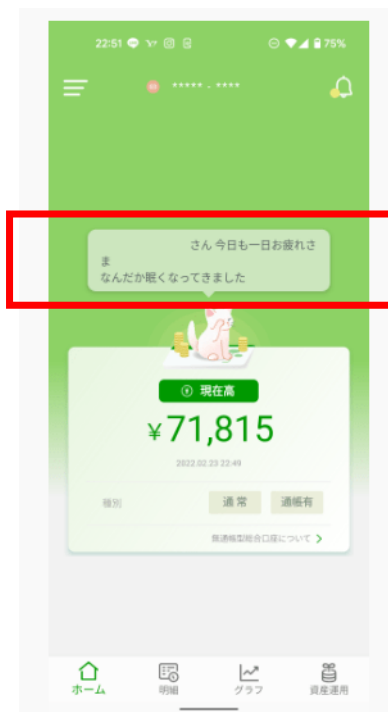 22:51
75%
***** - ****
さん 今日も一日お疲れさ
ま
なんだか眠くなってきました
現在高
¥71,815
2022.02.23 22:49
種別
通常
通帳有
無通帳型総合口座について
ホーム
明細
グラフ
資産運用